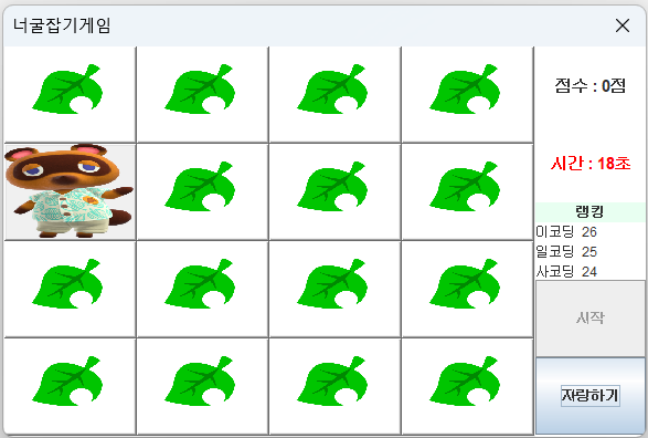 너굴잡기게임
점수 : 0점
시간 : 18초
랭킹
이코딩 26
일코딩 25
사코딩 24
시작
자랑하기